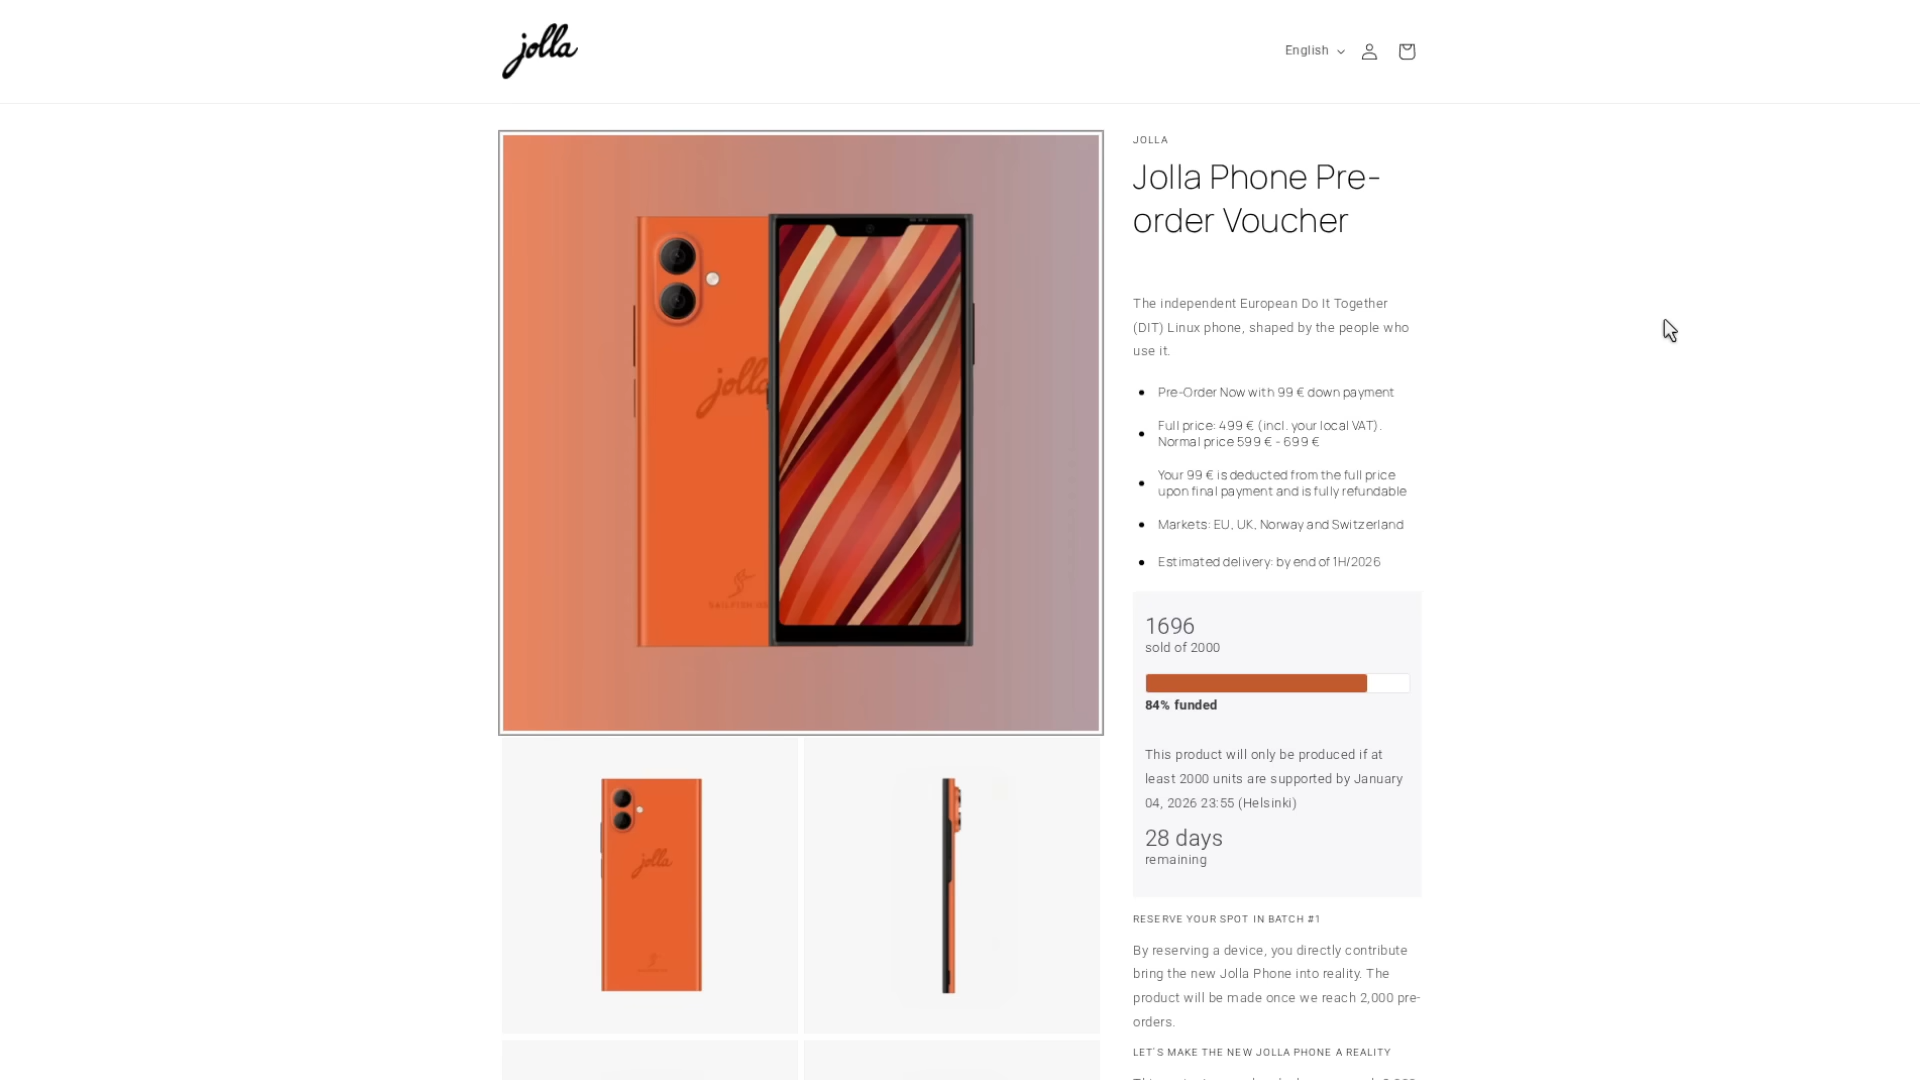 jolla
English
JOLLA
Jolla Phone Pre-
order Voucher
The independent European Do It Together
(DIT) Linux phone, shaped by the people who
use it.
Pre-Order Now with 99 € down payment
Full price: 499 € (incl. your local VAT).
Normal price 599 € - 699 €
Your 99 € is deducted from the full price
upon final payment and is fully refundable
Markets: EU, UK, Norway and Switzerland
Estimated delivery: by end of 1H/2026
1696
sold of 2000
84% funded
This product will only be produced if at
least 2000 units are supported by January
04, 2026 23:55 (Helsinki)
28 days
remaining
RESERVE YOUR SPOT IN BATCH #1
By reserving a device, you directly contribute
bring the new Jolla Phone into reality. The
product will be made once we reach 2,000 pre-
orders.
LET'S MAKE THE NEW JOLLA PHONE A REALITY
jolla
SAILFISH OS
jolla